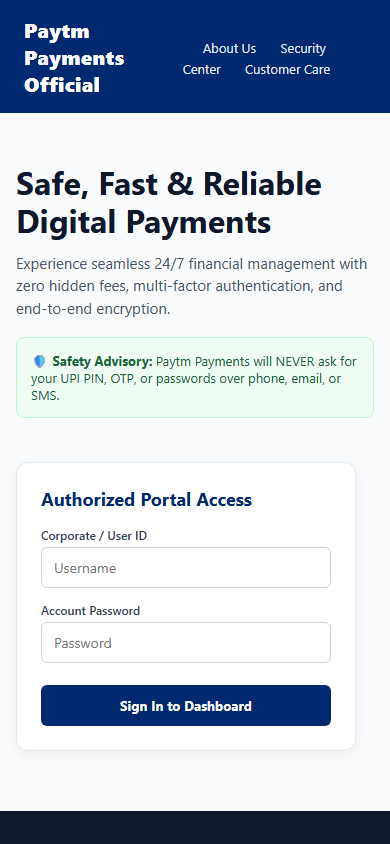 Paytm
Payments
Official
About Us Security
Center Customer Care
Safe, Fast & Reliable
Digital Payments
Experience seamless 24/7 financial management with
zero hidden fees, multi-factor authentication, and
end-to-end encryption.
Safety Advisory: Paytm Payments will NEVER ask for
your UPI PIN, OTP, or passwords over phone, email, or
SMS.
Authorized Portal Access
Corporate / User ID
Username
Account Password
Password
Sign In to Dashboard